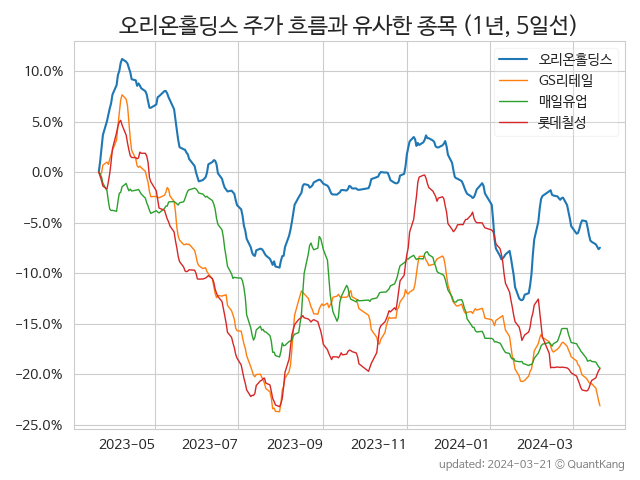 오리온홀딩스 주가 흐름과 유사한 종목 (1년, 5일선)
오리온홀딩스
GS리테일
매일유업
롯데칠성
10.0%
5.0%
0.0%
−5.0%
−10.0%
−15.0%
−20.0%
−25.0%
2023-05 2023-07 2023-09 2023-11 2024-01 2024-03
updated: 2024-03-21 © QuantKang